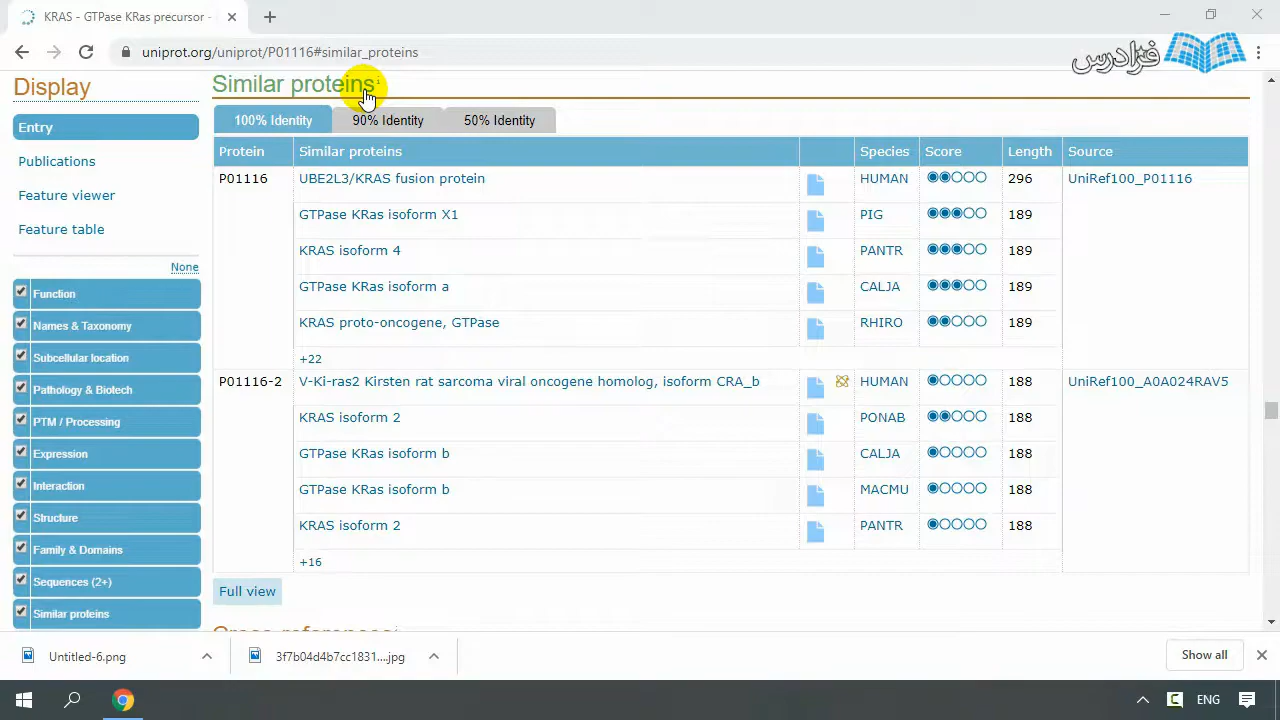 KRAS - GTPase KRas precursor -
uniprot.org/uniprot/P01116#similar_proteins
فرادرس
Display
Entry
Publications
Feature viewer
Feature table
None
Function
Names & Taxonomy
Subcellular location
Pathology & Biotech
PTM / Processing
Expression
Interaction
Structure
Family & Domains
Sequences (2+)
Similar proteins
Similar proteins
100% Identity 90% Identity 50% Identity
Protein Similar proteins Species Score Length Source
P01116 UBE2L3/KRAS fusion protein HUMAN 296 UniRef100_P01116
GTPase KRas isoform X1 PIG 189
KRAS isoform 4 PANTR 189
GTPase KRas isoform a CALJA 189
KRAS proto-oncogene, GTPase RHIRO 189
+22
P01116-2 V-Ki-ras2 Kirsten rat sarcoma viral oncogene homolog, isoform CRA_b HUMAN 188 UniRef100_A0A024RAV5
KRAS isoform 2 PONAB 188
GTPase KRas isoform b CALJA 188
GTPase KRas isoform b MACMU 188
KRAS isoform 2 PANTR 188
+16
Full view
Cross-references
Untitled-6.png 3f7b04d4b7cc1831....jpg Show all
ENG